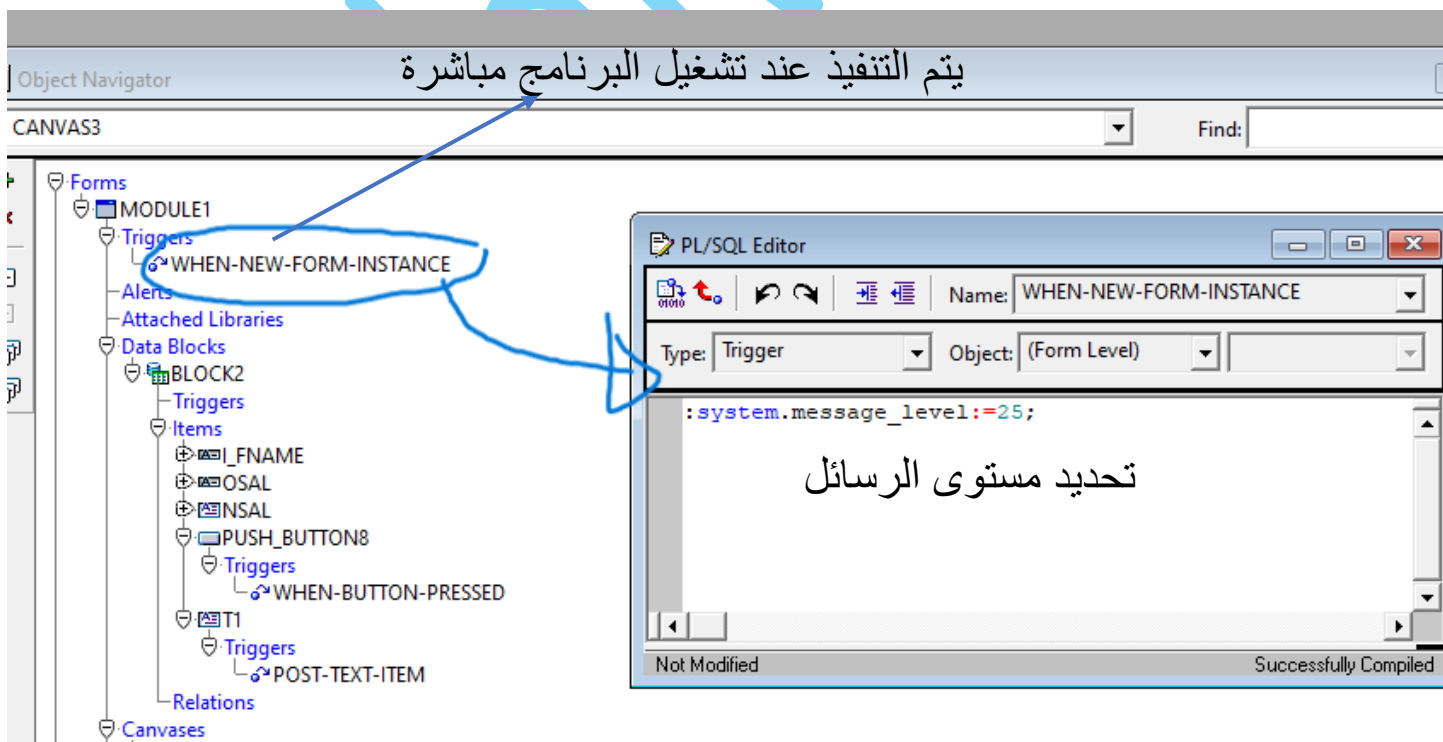 يتم التنفيذ عند تشغيل البرنامج مباشرة
Object Navigator
CANVAS3
Find:
Forms
MODULE1
Triggers
WHEN-NEW-FORM-INSTANCE
Alerts
Attached Libraries
Data Blocks
BLOCK2
Triggers
Items
I_FNAME
OSAL
NSAL
PUSH_BUTTON8
Triggers
WHEN-BUTTON-PRESSED
T1
Triggers
POST-TEXT-ITEM
Relations
Canvases
PL/SQL Editor
Name: WHEN-NEW-FORM-INSTANCE
Type: Trigger Object: (Form Level)
:system.message_level:=25;
تحديد مستوى الرسائل
Not Modified Successfully Compiled